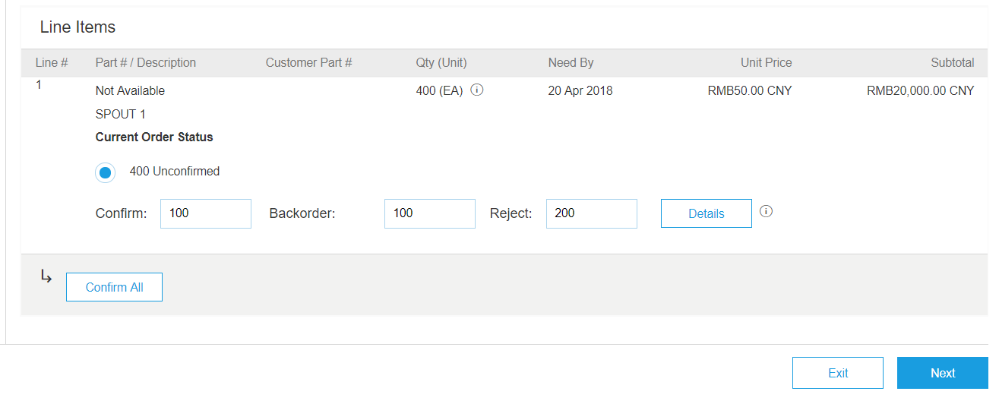 Line Items
Line # Part # / Description Customer Part # Qty (Unit) Need By Unit Price Subtotal
1 Not Available 400 (EA) 20 Apr 2018 RMB50.00 CNY RMB20,000.00 CNY
SPOUT 1
Current Order Status
400 Unconfirmed
Confirm: 100 Backorder: 100 Reject: 200 Details
Confirm All
Exit Next